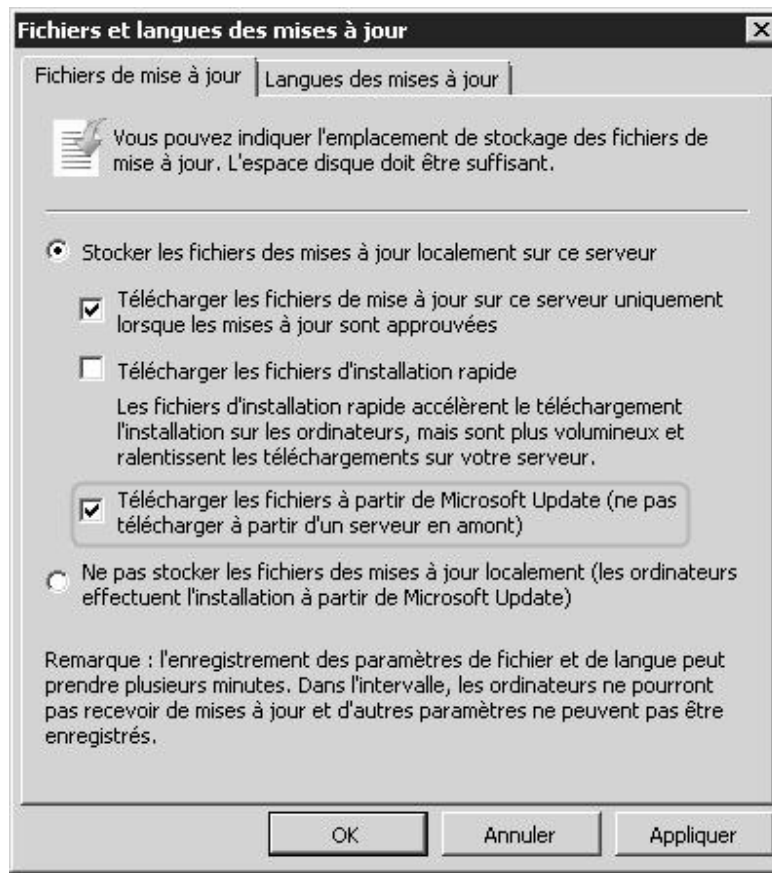 Fichiers et langues des mises à jour
Fichiers de mise à jour
Langues des mises à jour
Vous pouvez indiquer l'emplacement de stockage des fichiers de
mise à jour. L'espace disque doit être suffisant.
Stocker les fichiers des mises à jour localement sur ce serveur
Télécharger les fichiers de mise à jour sur ce serveur uniquement
lorsque les mises à jour sont approuvées
Télécharger les fichiers d'installation rapide
Les fichiers d'installation rapide accélèrent le téléchargement
l'installation sur les ordinateurs, mais sont plus volumineux et
ralentissent les téléchargements sur votre serveur.
Télécharger les fichiers à partir de Microsoft Update (ne pas
télécharger à partir d'un serveur en amont)
Ne pas stocker les fichiers des mises à jour localement (les ordinateurs
effectuent l'installation à partir de Microsoft Update)
Remarque : l'enregistrement des paramètres de fichier et de langue peut
prendre plusieurs minutes. Dans l'intervalle, les ordinateurs ne pourront
pas recevoir de mises à jour et d'autres paramètres ne peuvent pas être
enregistrés.
OK
Annuler
Appliquer